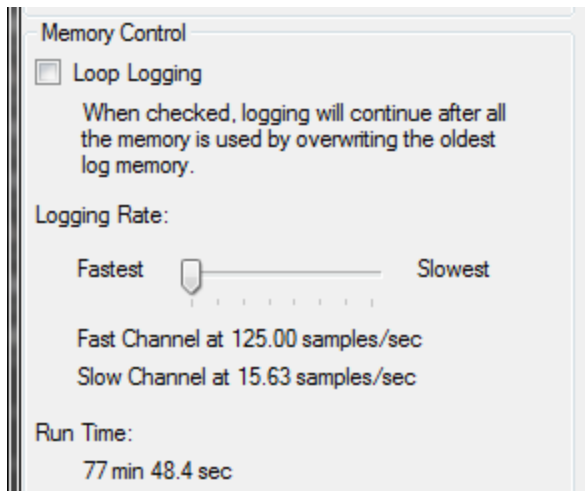 Memory Control
Loop Logging
When checked, logging will continue after all
the memory is used by overwriting the oldest
log memory.
Logging Rate:
Fastest Slowest
Fast Channel at 125.00 samples/sec
Slow Channel at 15.63 samples/sec
Run Time:
77 min 48.4 sec